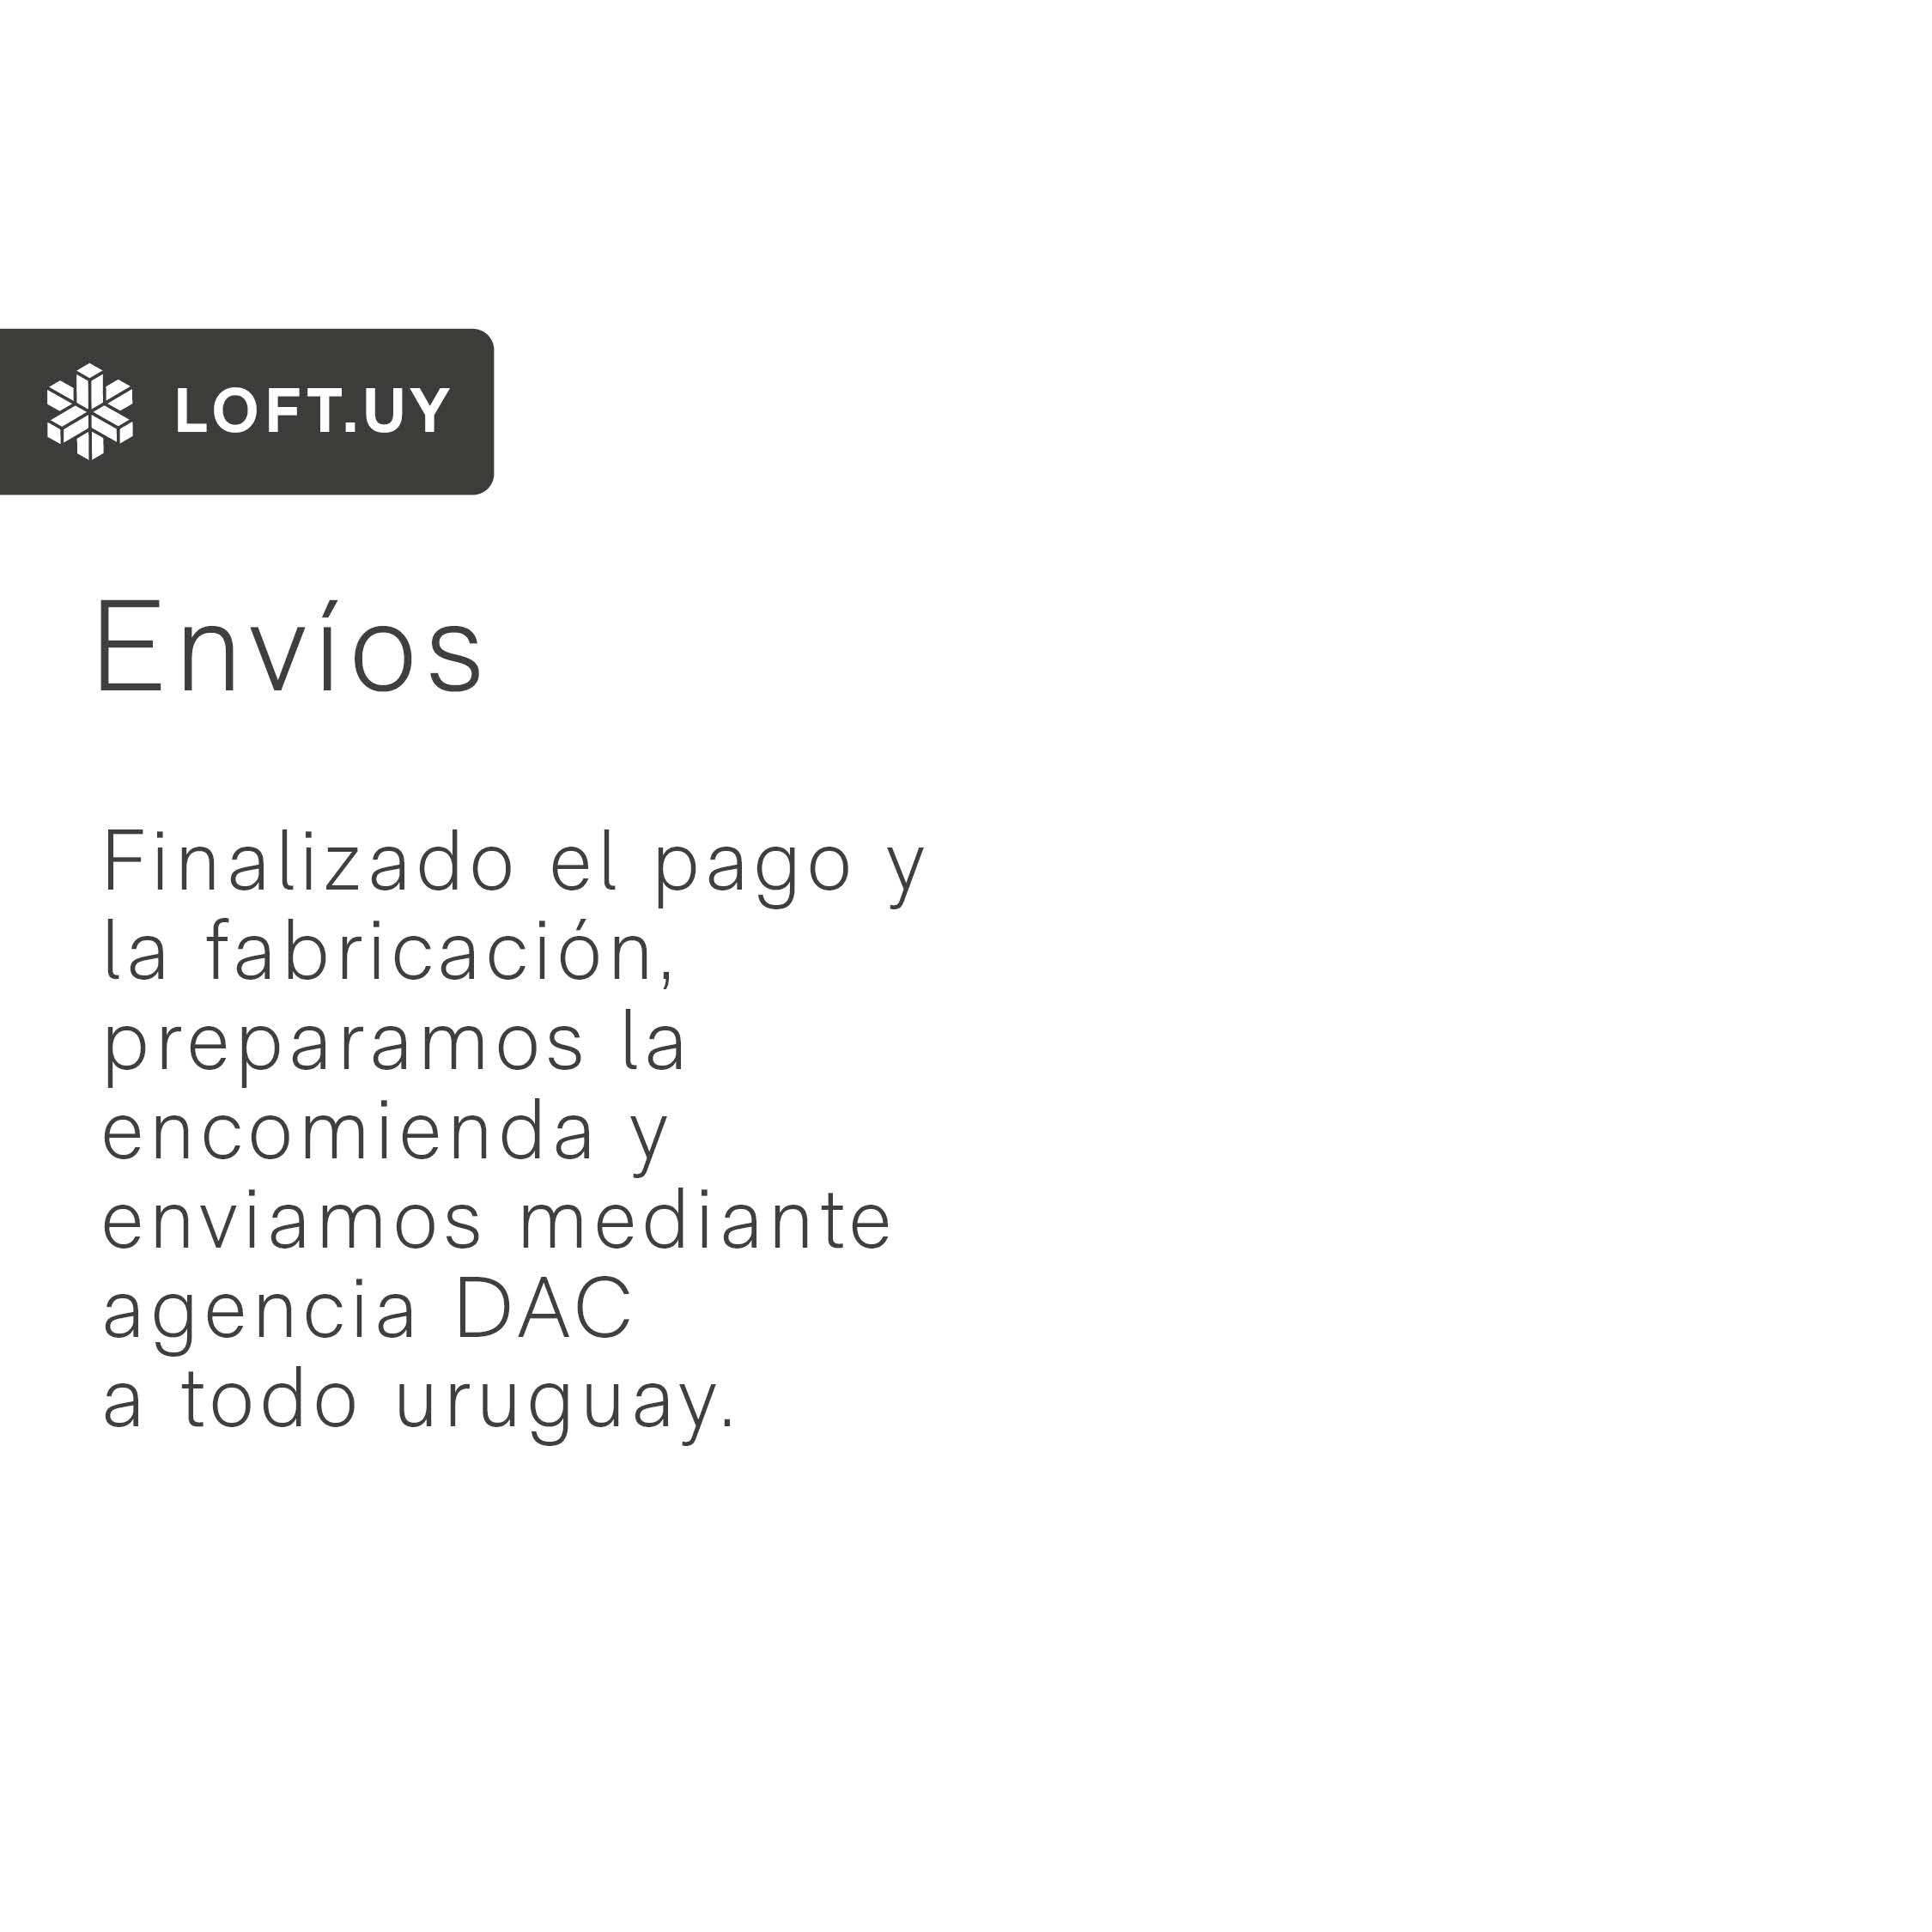 LOFT.UY
Envíos
Finalizado el pago y
la fabricación,
preparamos la
encomienda y
enviamos mediante
agencia DAC
a todo uruguay.